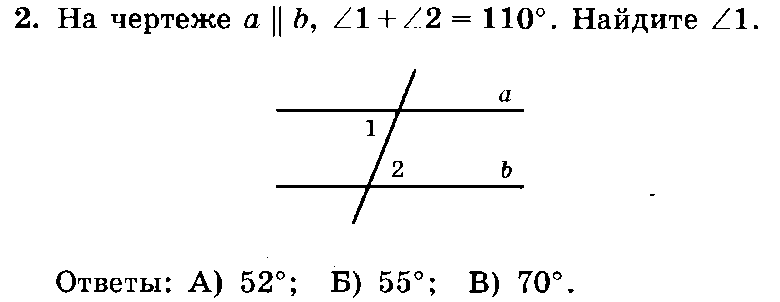 2. На чертеже a || b, ∠1 + ∠2 = 110°. Найдите ∠1.
a
1
2 b
Ответы: А) 52°; Б) 55°; В) 70°.